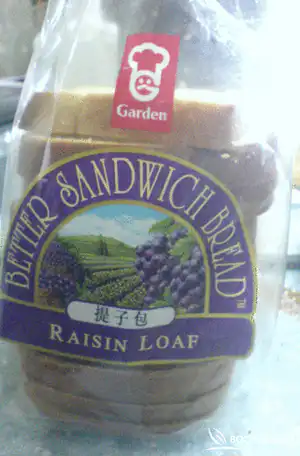 Garden
BETTER SANDWICH BREAD
提子包
RAISIN LOAF